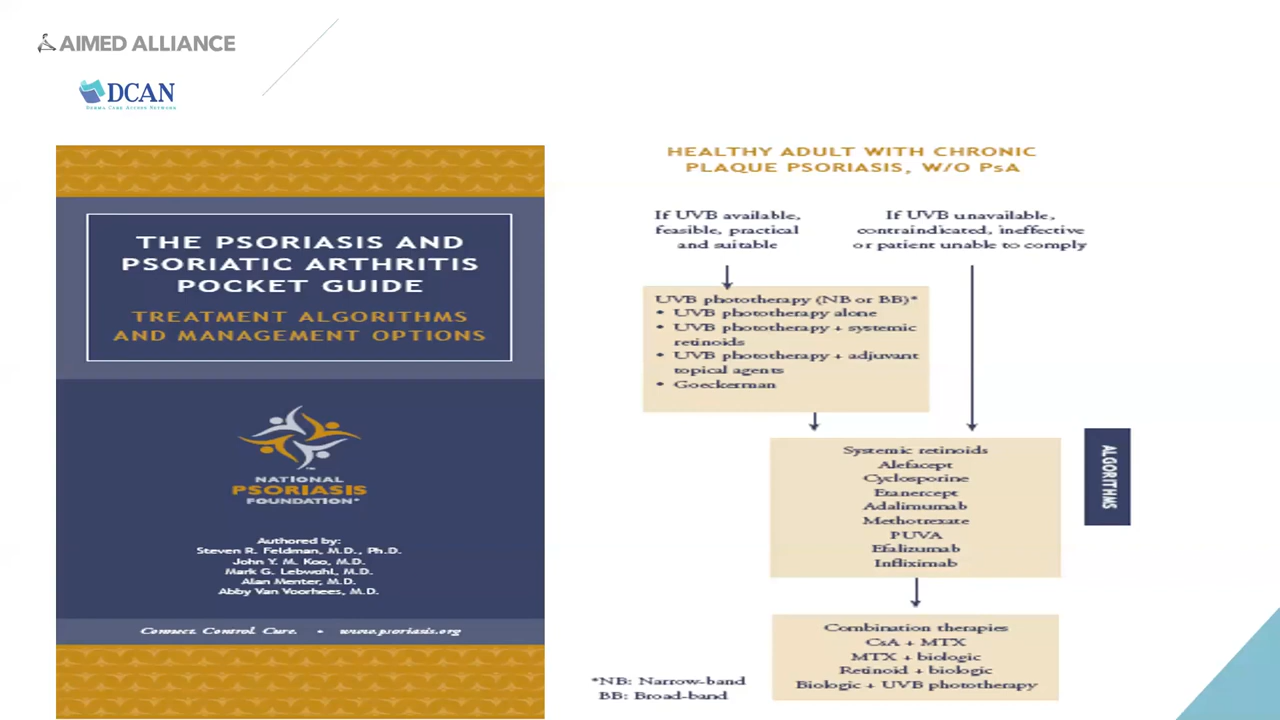 AIMED ALLIANCE
DCAN
DERMA CARE ACCESS NETWORK
THE PSORIASIS AND
PSORIATIC ARTHRITIS
POCKET GUIDE
TREATMENT ALGORITHMS
AND MANAGEMENT OPTIONS
NATIONAL
PSORIASIS
FOUNDATION®
Authored by:
Steven R. Feldman, M.D., Ph.D.
John Y. M. Koo, M.D.
Mark G. Lebwohl, M.D.
Alan Menter, M.D.
Abby Van Voorhees, M.D.
Connect. Control. Cure. • www.psoriasis.org
HEALTHY ADULT WITH CHRONIC
PLAQUE PSORIASIS, W/O PsA
If UVB available,
feasible, practical
and suitable
If UVB unavailable,
contraindicated, ineffective
or patient unable to comply
UVB phototherapy (NB or BB)*
• UVB phototherapy alone
• UVB phototherapy + systemic
retinoids
• UVB phototherapy + adjuvant
topical agents
• Goeckerman
Systemic retinoids
Alefacept
Cyclosporine
Etanercept
Adalimumab
Methotrexate
PUVA
Efalizumab
Infliximab
ALGORITHMS
Combination therapies
CsA + MTX
MTX + biologic
Retinoid + biologic
Biologic + UVB phototherapy
*NB: Narrow-band
BB: Broad-band